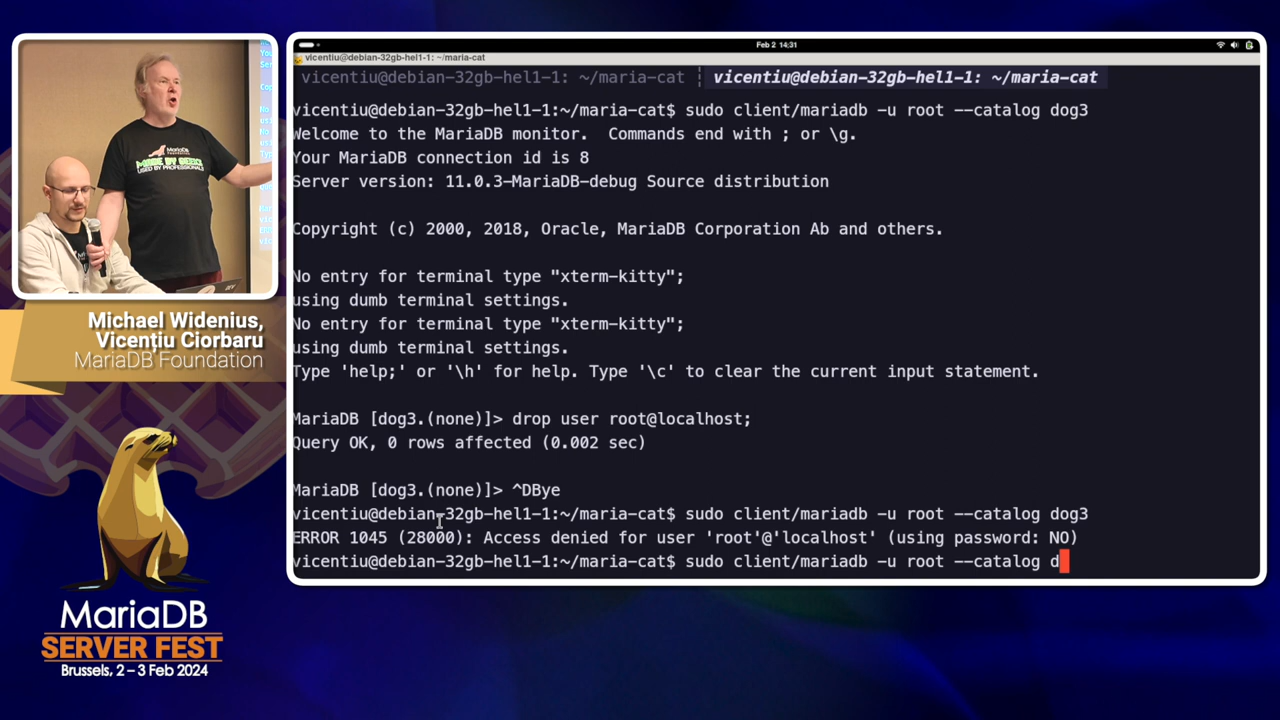 Feb 2 14:31
vicentiu@debian-32gb-hel1-1: ~/maria-cat
vicentiu@debian-32gb-hel1-1: ~/maria-cat ¦ vicentiu@debian-32gb-hel1-1: ~/maria-cat
vicentiu@debian-32gb-hel1-1:~/maria-cat$ sudo client/mariadb -u root --catalog dog3
Welcome to the MariaDB monitor.  Commands end with ; or \g.
Your MariaDB connection id is 8
Server version: 11.0.3-MariaDB-debug Source distribution
Copyright (c) 2000, 2018, Oracle, MariaDB Corporation Ab and others.
No entry for terminal type "xterm-kitty";
using dumb terminal settings.
No entry for terminal type "xterm-kitty";
using dumb terminal settings.
Type 'help;' or '\h' for help. Type '\c' to clear the current input statement.
MariaDB [dog3.(none)]> drop user root@localhost;
Query OK, 0 rows affected (0.002 sec)
MariaDB [dog3.(none)]> ^DBye
vicentiu@debian-32gb-hel1-1:~/maria-cat$ sudo client/mariadb -u root --catalog dog3
ERROR 1045 (28000): Access denied for user 'root'@'localhost' (using password: NO)
vicentiu@debian-32gb-hel1-1:~/maria-cat$ sudo client/mariadb -u root --catalog d
MariaDB
MADE BY GEEKS
USED BY PROFESSIONALS
Michael Widenius,
Vicențiu Ciorbaru
MariaDB Foundation
MariaDB
SERVER FEST
Brussels, 2 – 3 Feb 2024